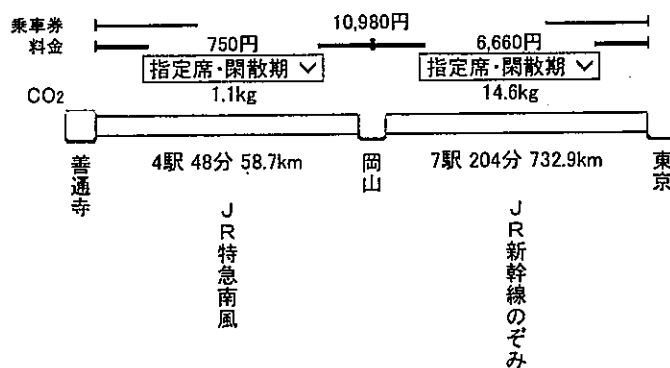 乗車券 10,980円
料金 750円 6,660円
指定席・閑散期 指定席・閑散期
CO2 1.1kg 14.6kg
善通寺
4駅 48分 58.7km
岡山
7駅 204分 732.9km
東京
JR特急南風
JR新幹線のぞみ